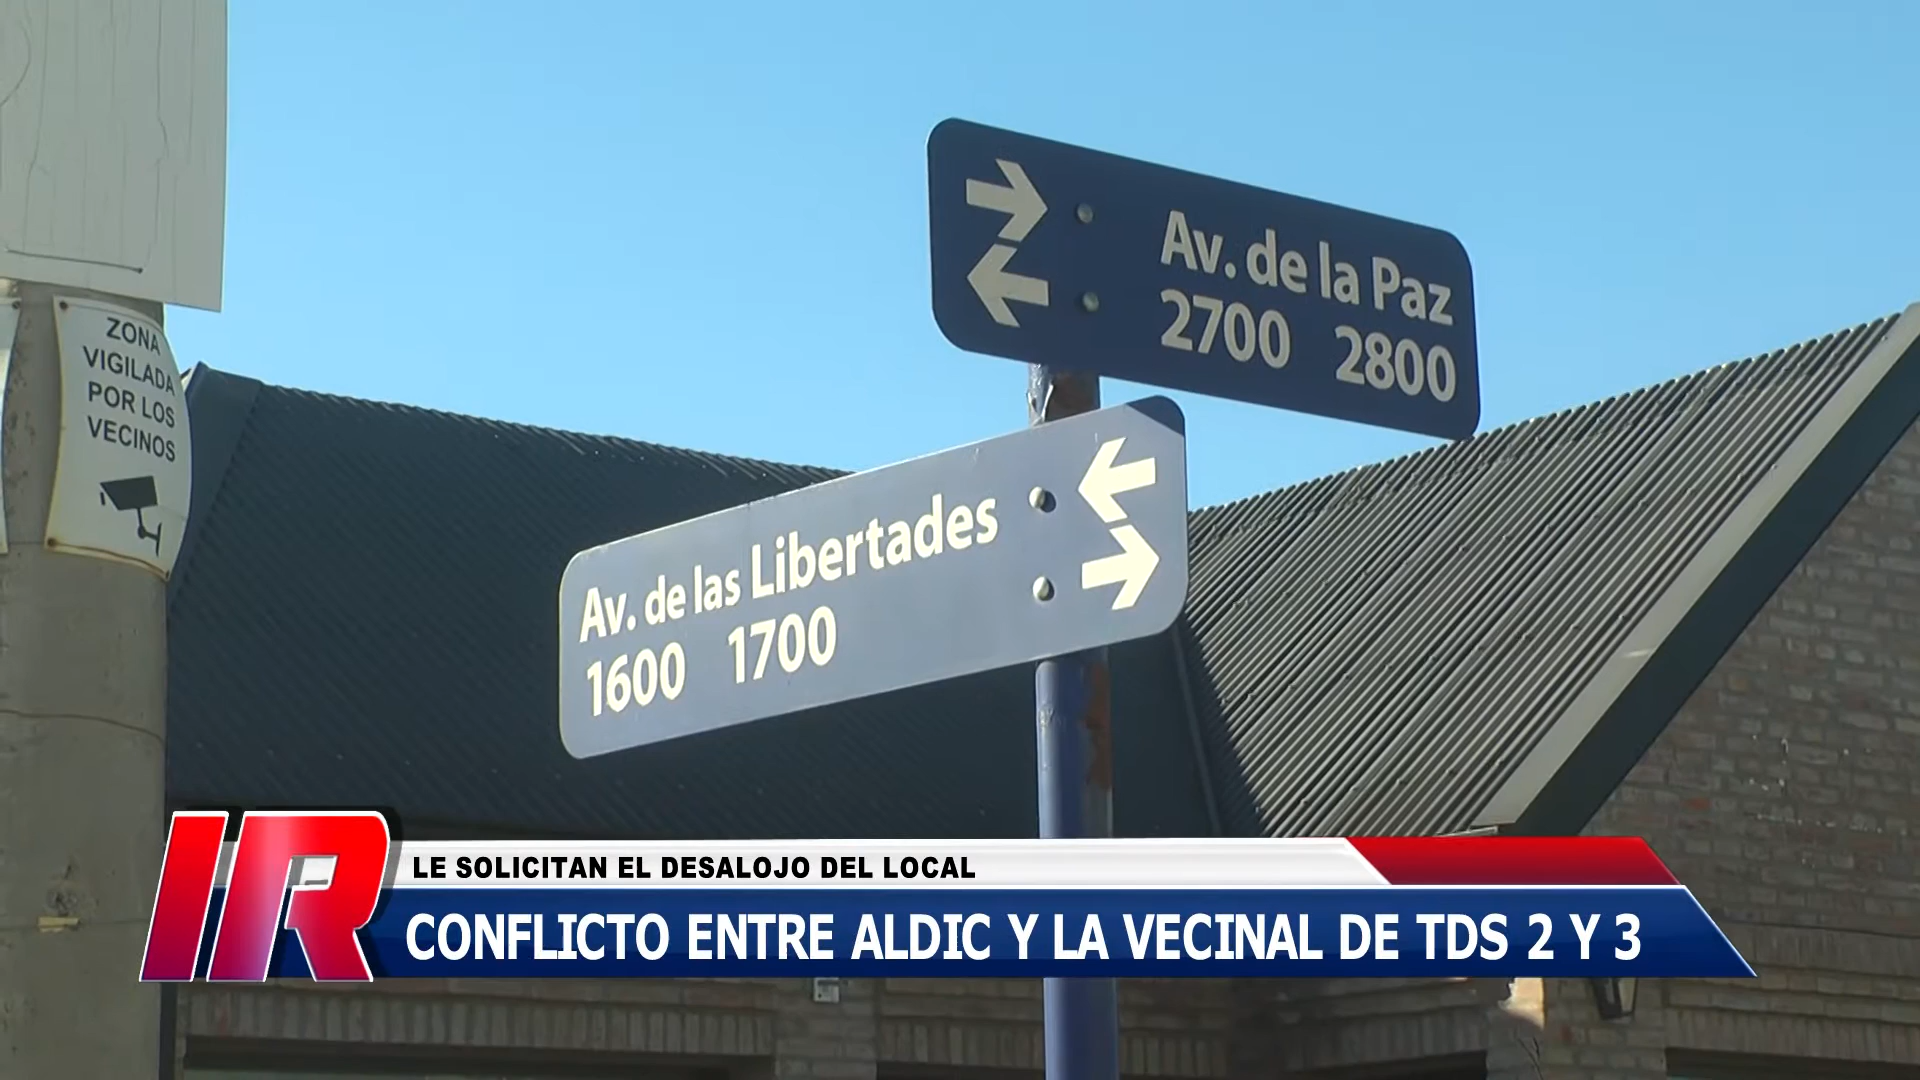 Av. de la Paz
2700 2800
ZONA
VIGILADA
POR LOS
VECINOS
Av. de las Libertades
1600 1700
IR
LE SOLICITAN EL DESALOJO DEL LOCAL
CONFLICTO ENTRE ALDIC Y LA VECINAL DE TDS 2 Y 3